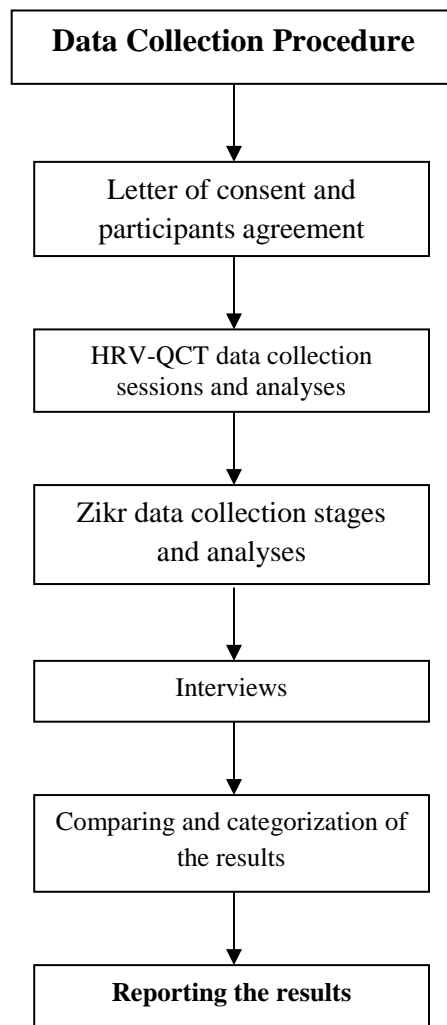 Data Collection Procedure
Letter of consent and
participants agreement
HRV-QCT data collection
sessions and analyses
Zikr data collection stages
and analyses
Interviews
Comparing and categorization of
the results
Reporting the results